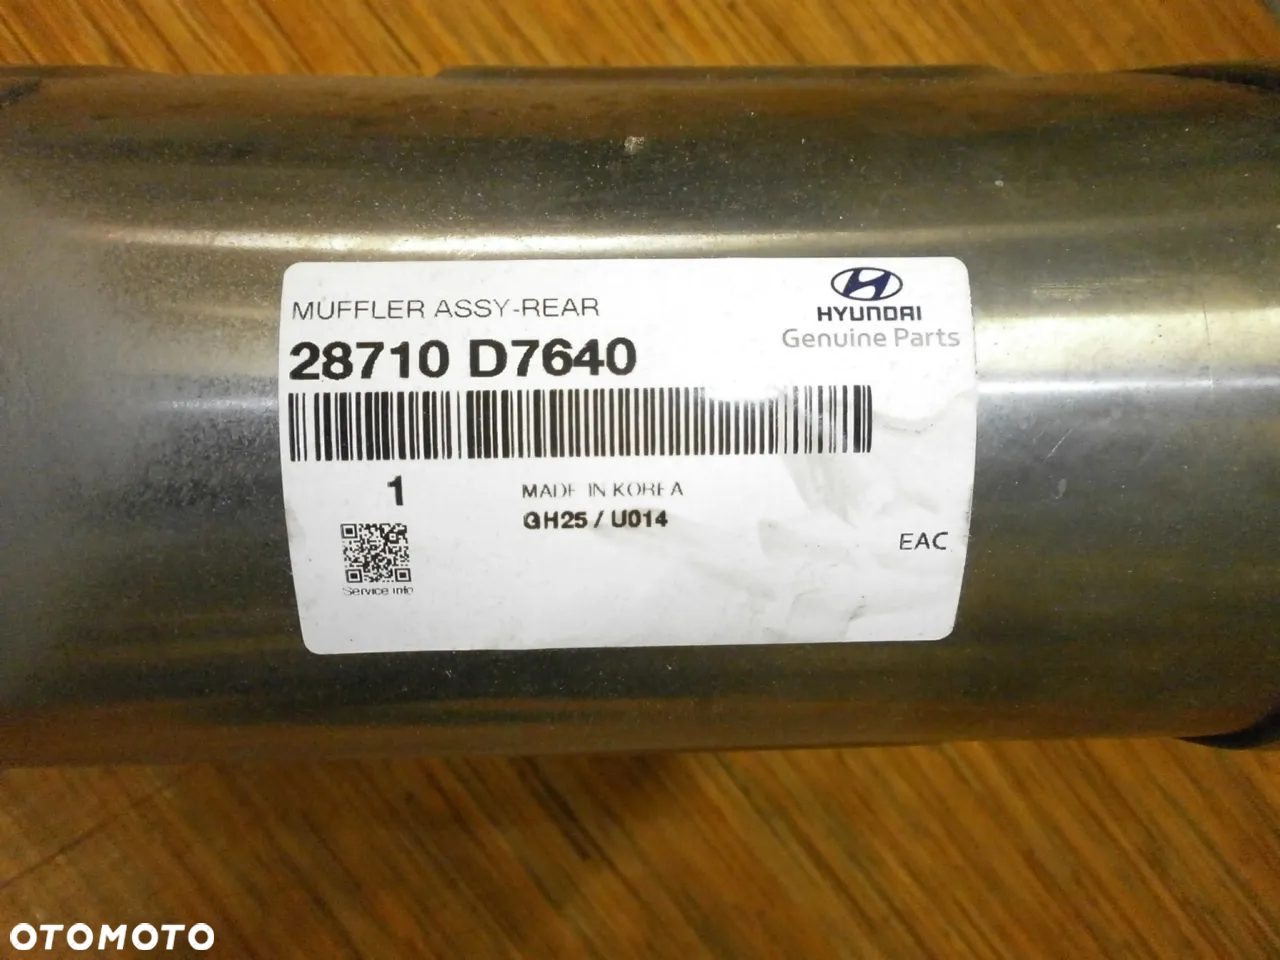 MUFFLER ASSY-REAR
HYUNDAI
Genuine Parts
28710 D7640
1
MADE IN KOREA
GH25 / U014
EAC
Service info
OTOMOTO